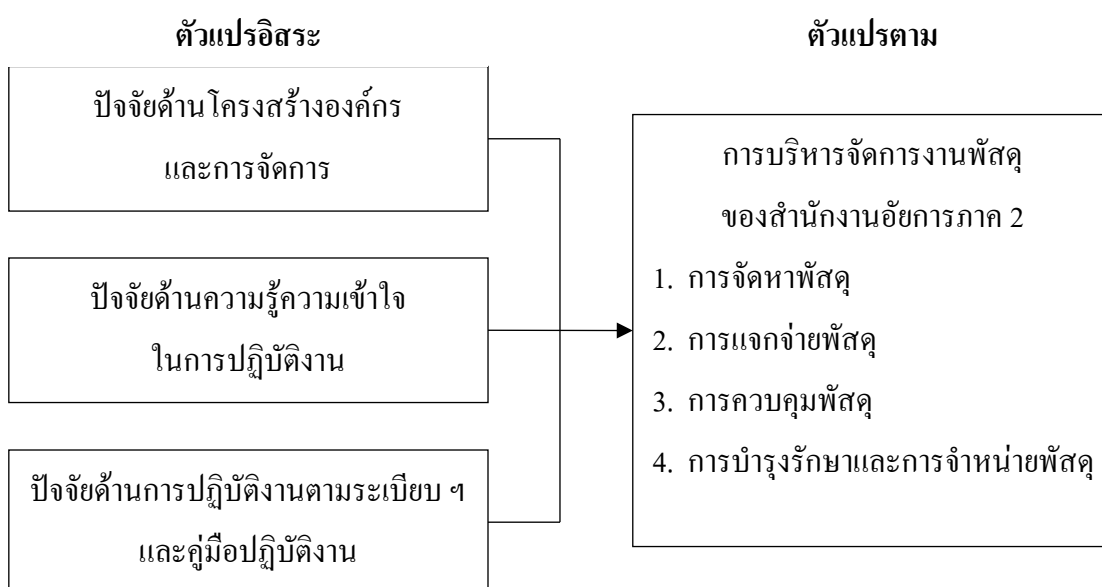 ตัวแปรอิสระ
ปัจจัยด้านโครงสร้างองค์กร
และการจัดการ
ปัจจัยด้านความรู้ความเข้าใจ
ในการปฏิบัติงาน
ปัจจัยด้านการปฏิบัติงานตามระเบียบ ฯ
และคู่มือปฏิบัติงาน
ตัวแปรตาม
การบริหารจัดการงานพัสดุ
ของสำนักงานอัยการภาค 2
1. การจัดหาพัสดุ
2. การแจกจ่ายพัสดุ
3. การควบคุมพัสดุ
4. การบำรุงรักษาและการจำหน่ายพัสดุ